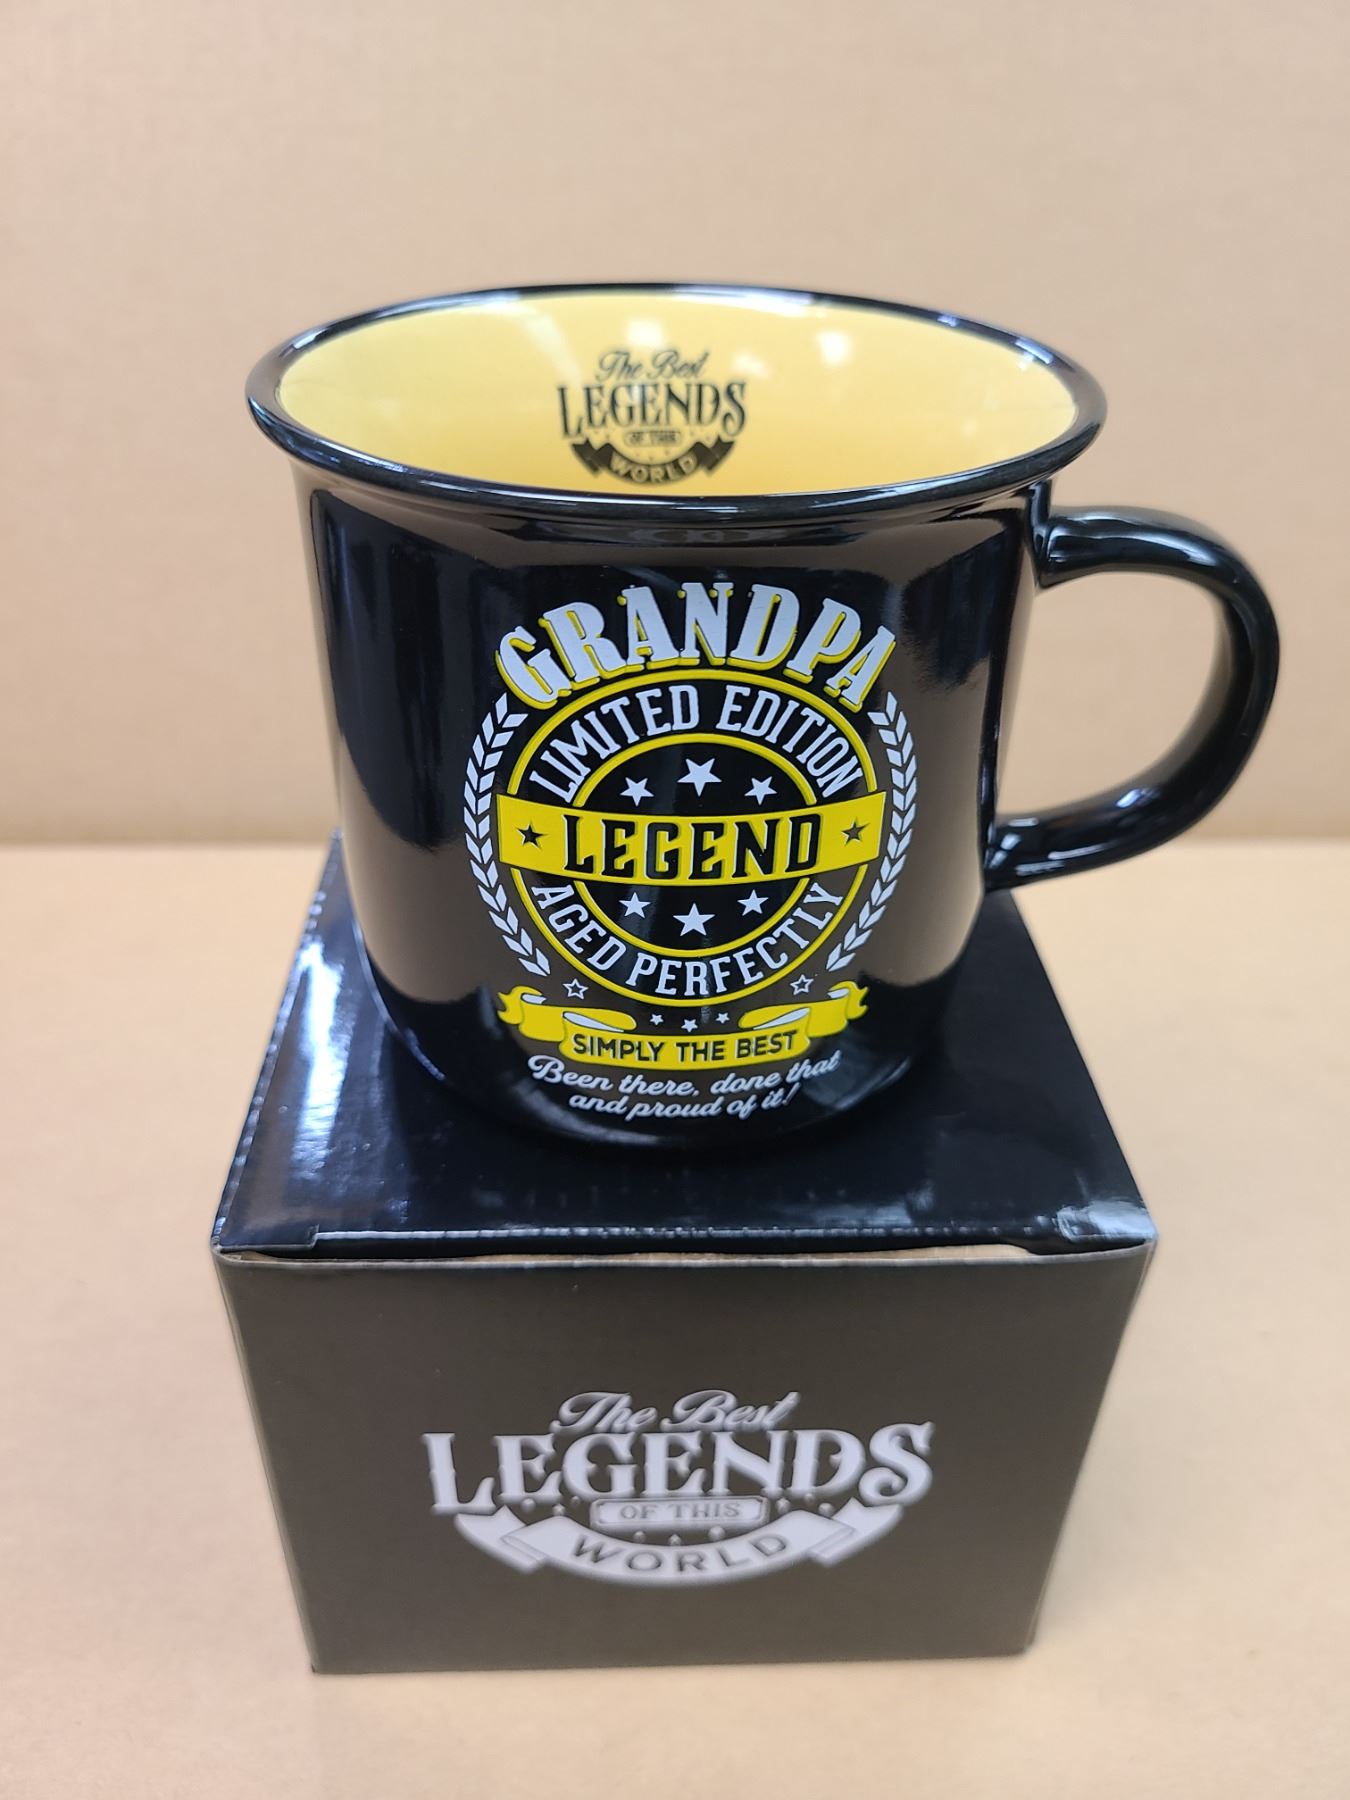 The Best
LEGENDS
OF THIS
WORLD
GRANDPA
LIMITED EDITION
LEGEND
AGED PERFECTLY
SIMPLY THE BEST
Been there, done that
and proud of it!
The Best
LEGENDS
OF THIS
WORLD